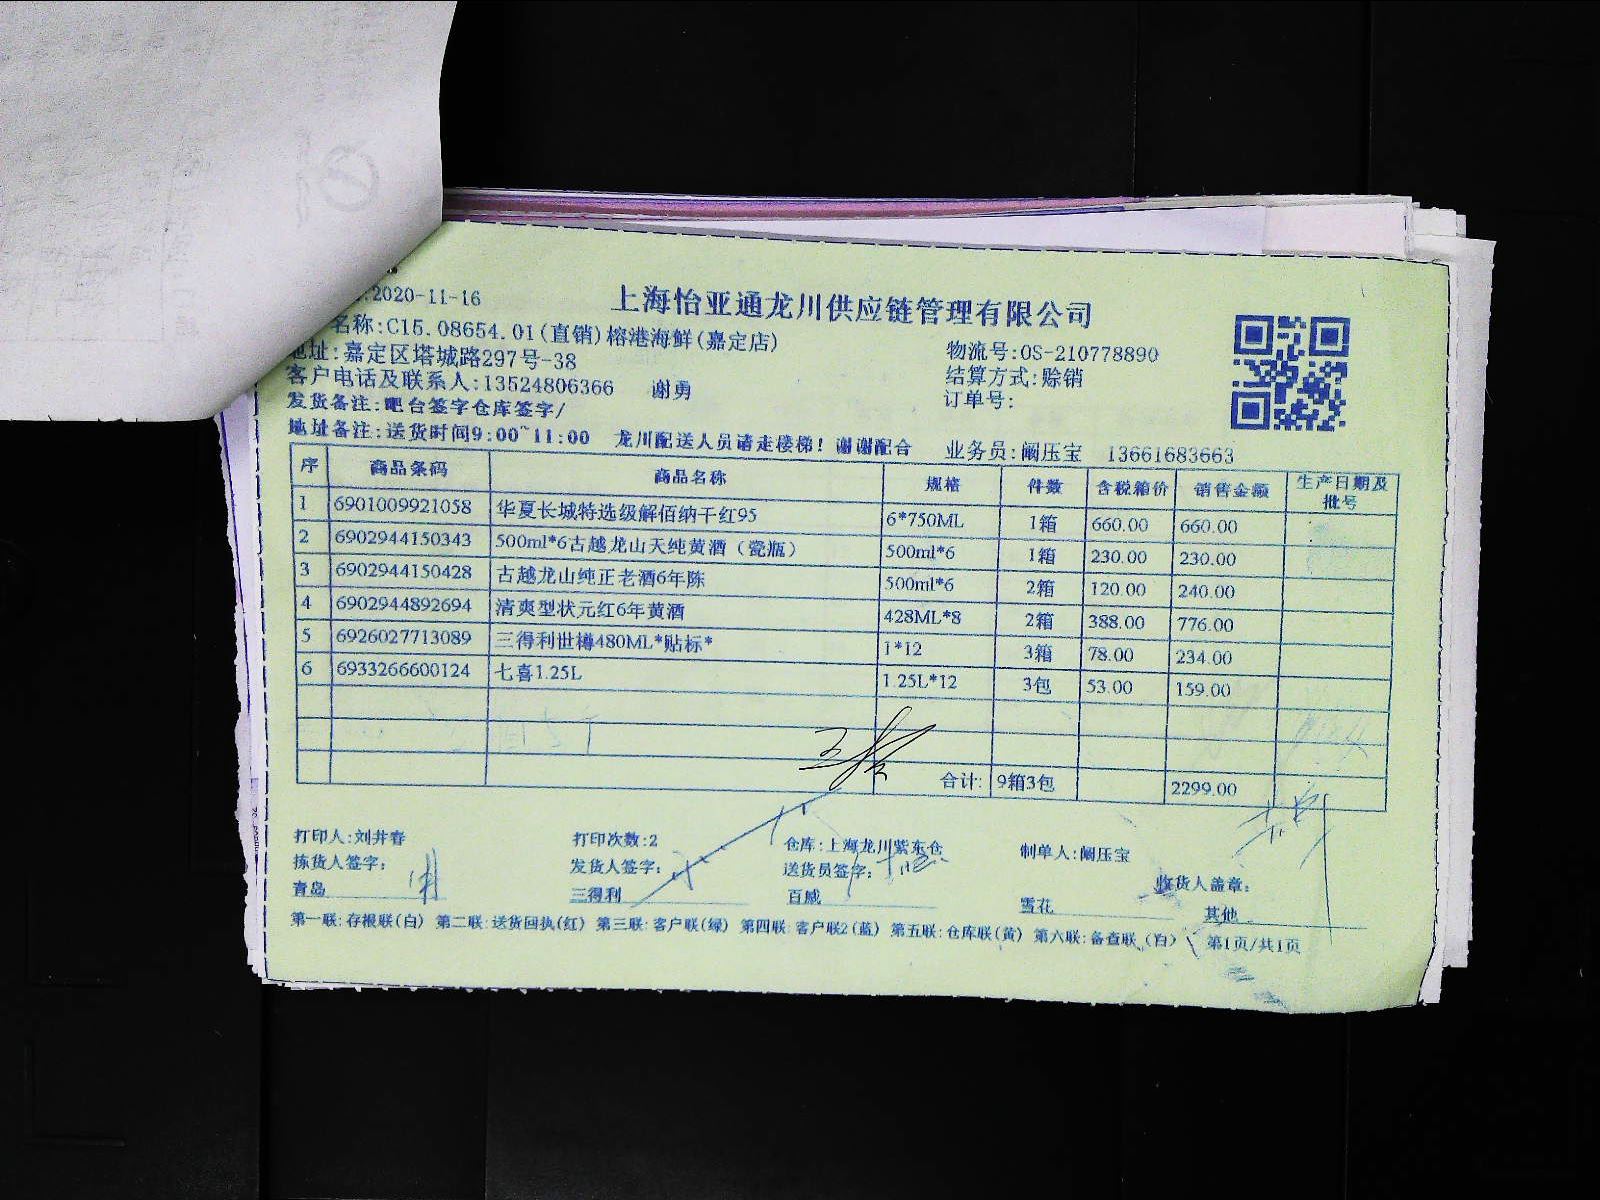 :2020-11-16
上海怡亚通龙川供应链管理有限公司
名称:C15.08654.01(直销)榕港海鲜(嘉定店)
地址:嘉定区塔城路297号-38
物流号:OS-210778890
客户电话及联系人:13524806366 谢勇
结算方式:赊销
发货备注:吧台签字仓库签字/
订单号:
地址备注:送货时间9:00~11:00 龙川配送人员请走楼梯！谢谢配合
业务员:阚压宝 13661683663
序 商品条码 商品名称 规格 件数 含税箱价 销售金额 生产日期及批号
1 6901009921058 华夏长城特选级解佰纳干红95 6*750ML 1箱 660.00 660.00
2 6902944150343 500ml*6古越龙山天纯黄酒（瓷瓶） 500ml*6 1箱 230.00 230.00
3 6902944150428 古越龙山纯正老酒6年陈 500ml*6 2箱 120.00 240.00
4 6902944892694 清爽型状元红6年黄酒 428ML*8 2箱 388.00 776.00
5 6926027713089 三得利世樽480ML*贴标* 1*12 3箱 78.00 234.00
6 6933266600124 七喜1.25L 1.25L*12 3包 53.00 159.00
合计: 9箱3包 2299.00
打印人:刘井春 打印次数:2 仓库:上海龙川紫东仓 制单人:阚压宝
拣货人签字: 发货人签字: 送货员签字: 收货人盖章:
青岛 三得利 百威 雪花 其他
第一联:存根联(白) 第二联:送货回执(红) 第三联:客户联(绿) 第四联:客户联2(蓝) 第五联:仓库联(黄) 第六联:备查联(白) 第1页/共1页